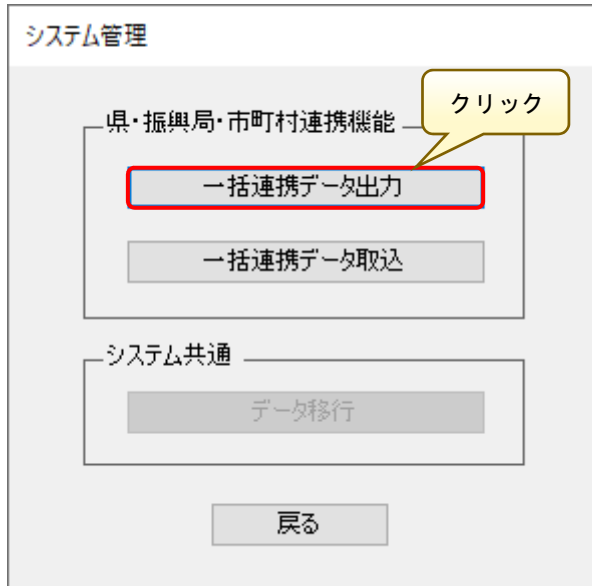 システム管理
クリック
県・振興局・市町村連携機能
一括連携データ出力
一括連携データ取込
システム共通
データ移行
戻る